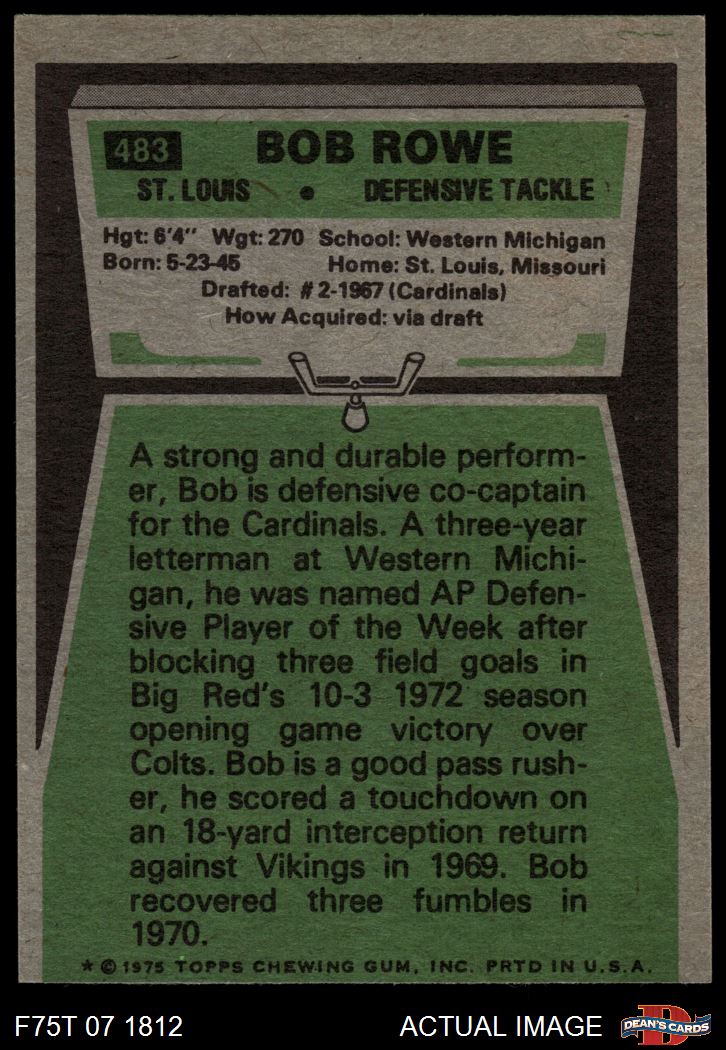 483 BOB ROWE
ST. LOUIS • DEFENSIVE TACKLE
Hgt: 6'4" Wgt: 270 School: Western Michigan
Born: 5-23-45 Home: St. Louis, Missouri
Drafted: #2-1967 (Cardinals)
How Acquired: via draft
A strong and durable perform-
er, Bob is defensive co-captain
for the Cardinals. A three-year
letterman at Western Michi-
gan, he was named AP Defen-
sive Player of the Week after
blocking three field goals in
Big Red's 10-3 1972 season
opening game victory over
Colts. Bob is a good pass rush-
er, he scored a touchdown on
an 18-yard interception return
against Vikings in 1969. Bob
recovered three fumbles in
1970.
* © 1975 TOPPS CHEWING GUM, INC. PRTD IN U.S.A.
F75T 07 1812 ACTUAL IMAGE D DEAN'S CARDS